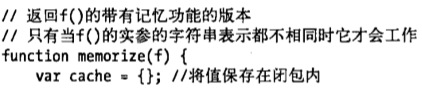 // 返回f()的带有记忆功能的版本
// 只有当f()的实参的字符串表示都不相同时它才会工作
function memorize(f) {
    var cache = {}; //将值保存在闭包内